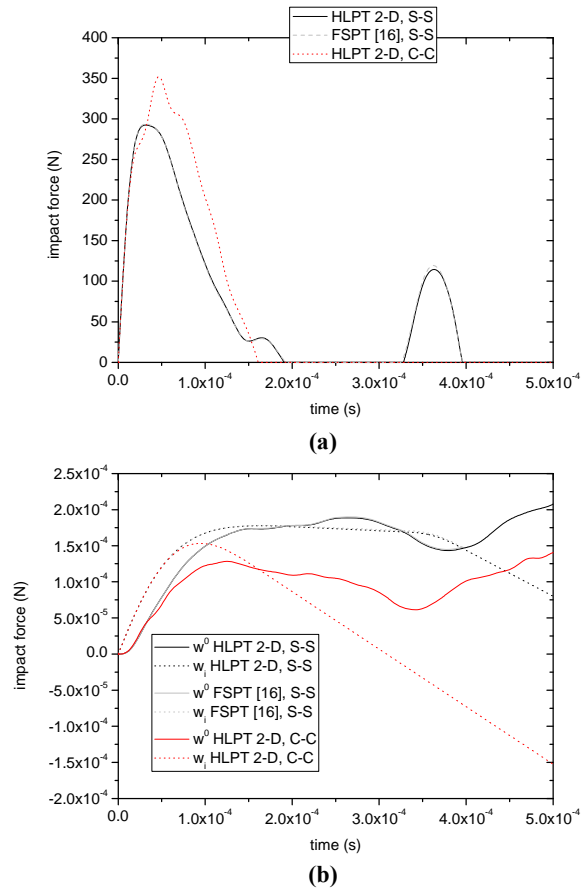 HLPT 2-D, S-S
FSPT [16], S-S
HLPT 2-D, C-C
400
350
300
250
200
150
100
50
0
impact force (N)
0.0 1.0x10⁻⁴ 2.0x10⁻⁴ 3.0x10⁻⁴ 4.0x10⁻⁴ 5.0x10⁻⁴
time (s)
(a)
2.5x10⁻⁴
2.0x10⁻⁴
1.5x10⁻⁴
1.0x10⁻⁴
5.0x10⁻⁵
0.0
-5.0x10⁻⁵
-1.0x10⁻⁴
-1.5x10⁻⁴
-2.0x10⁻⁴
impact force (N)
w⁰ HLPT 2-D, S-S
wᵢ HLPT 2-D, S-S
w⁰ FSPT [16], S-S
wᵢ FSPT [16], S-S
w⁰ HLPT 2-D, C-C
wᵢ HLPT 2-D, C-C
0.0 1.0x10⁻⁴ 2.0x10⁻⁴ 3.0x10⁻⁴ 4.0x10⁻⁴ 5.0x10⁻⁴
time (s)
(b)